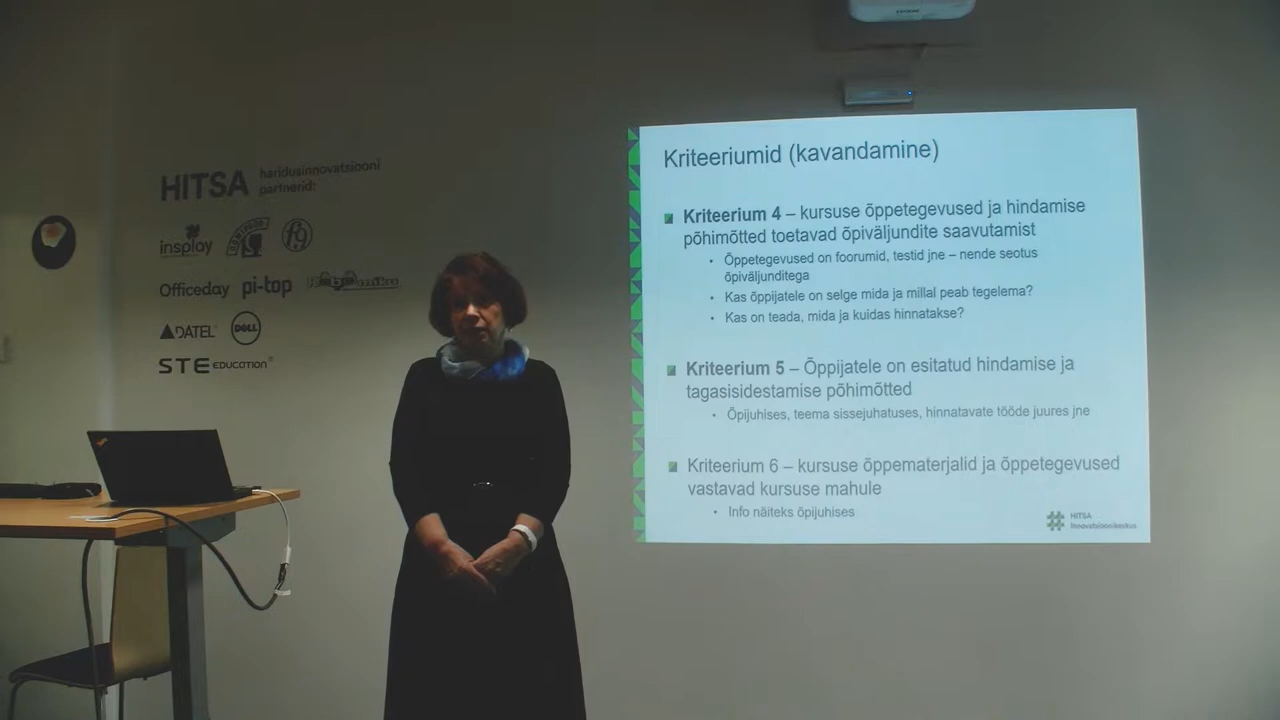 HITSA haridusinnovatsiooni
partnerid:
insplay
f9
Officeday pi-top
DATEL DELL
STE EDUCATION
Kriteeriumid (kavandamine)
Kriteerium 4 – kursuse õppetegevused ja hindamise
põhimõtted toetavad õpiväljundite saavutamist
• Õppetegevused on foorumid, testid jne – nende seotus
õpiväljunditega
• Kas õppijatele on selge mida ja millal peab tegelema?
• Kas on teada, mida ja kuidas hinnatakse?
Kriteerium 5 – Õppijatele on esitatud hindamise ja
tagasisidestamise põhimõtted
• Õpijuhises, teema sissejuhatuses, hinnatavate tööde juures jne
Kriteerium 6 – kursuse õppematerjalid ja õppetegevused
vastavad kursuse mahule
• Info näiteks õpijuhises
HITSA
Innovatsioonikeskus